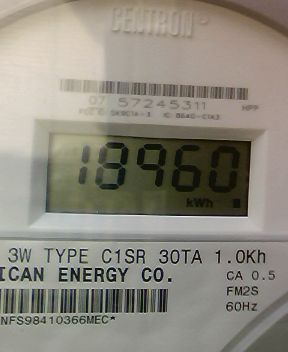 CENTRON
07 57245311 HPP
18960
kWh
3W TYPE C1SR 30TA 1.0Kh
ICAN ENERGY CO. CA 0.5
FM2S
60Hz
NFS98410366MEC*